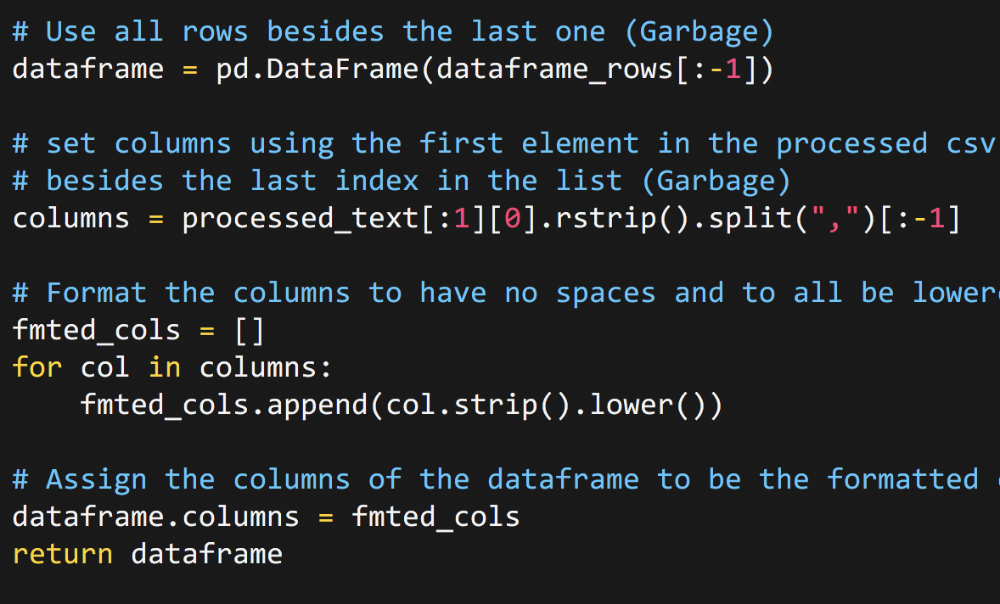 # Use all rows besides the last one (Garbage)
dataframe = pd.DataFrame(dataframe_rows[:-1])
# set columns using the first element in the processed csv
# besides the last index in the list (Garbage)
columns = processed_text[:1][0].rstrip().split(",")[:-1]
# Format the columns to have no spaces and to all be lower
fmted_cols = []
for col in columns:
    fmted_cols.append(col.strip().lower())
# Assign the columns of the dataframe to be the formatted
dataframe.columns = fmted_cols
return dataframe